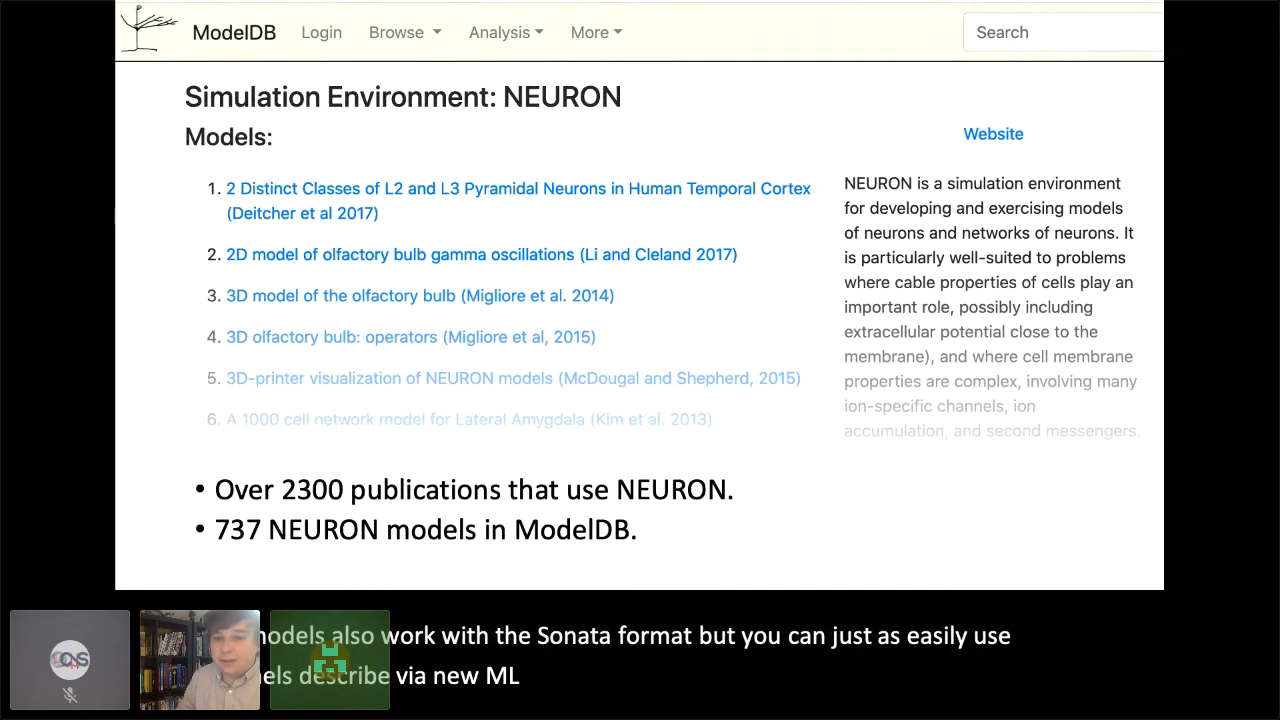 ModelDB Login Browse Analysis More Search
Simulation Environment: NEURON
Models:
1. 2 Distinct Classes of L2 and L3 Pyramidal Neurons in Human Temporal Cortex
(Deitcher et al 2017)
2. 2D model of olfactory bulb gamma oscillations (Li and Cleland 2017)
3. 3D model of the olfactory bulb (Migliore et al. 2014)
4. 3D olfactory bulb: operators (Migliore et al, 2015)
5. 3D-printer visualization of NEURON models (McDougal and Shepherd, 2015)
6. A 1000 cell network model for Lateral Amygdala (Kim et al. 2013)
Website
NEURON is a simulation environment
for developing and exercising models
of neurons and networks of neurons. It
is particularly well-suited to problems
where cable properties of cells play an
important role, possibly including
extracellular potential close to the
membrane), and where cell membrane
properties are complex, involving many
ion-specific channels, ion
accumulation, and second messengers.
• Over 2300 publications that use NEURON.
• 737 NEURON models in ModelDB.
models also work with the Sonata format but you can just as easily use
describe via new ML